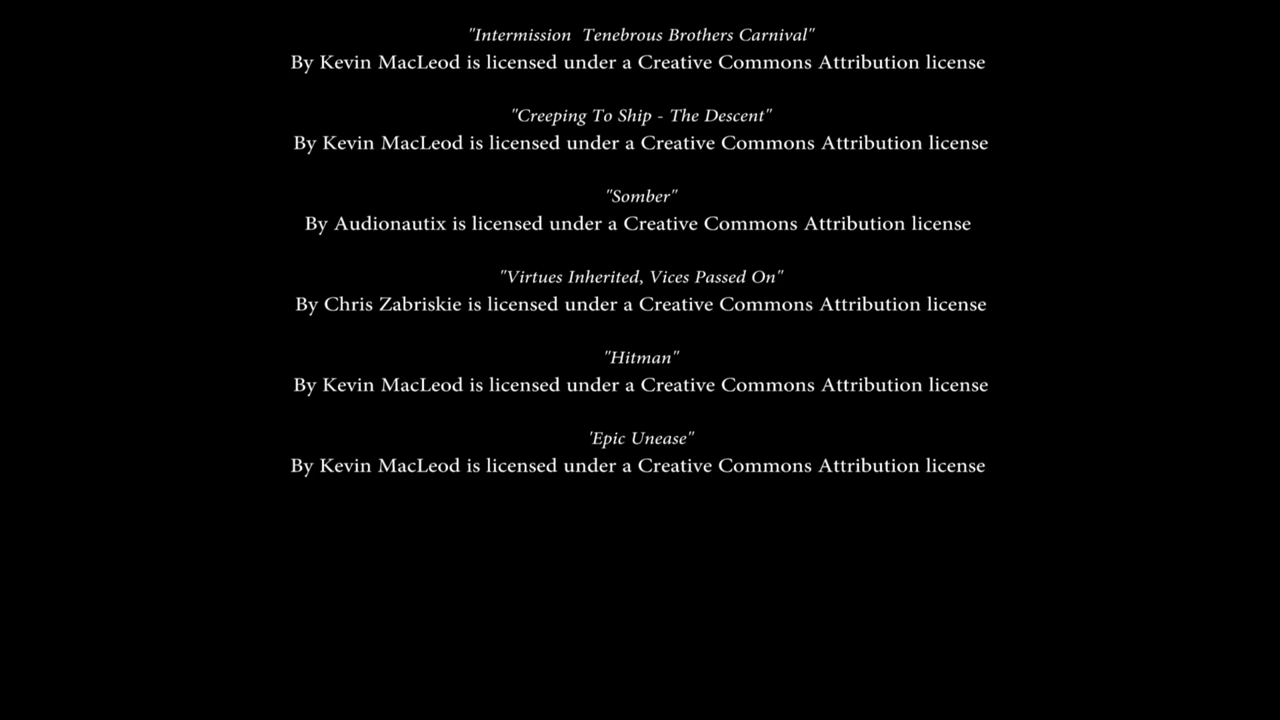 "Intermission  Tenebrous Brothers Carnival"
By Kevin MacLeod is licensed under a Creative Commons Attribution license
"Creeping To Ship - The Descent"
By Kevin MacLeod is licensed under a Creative Commons Attribution license
"Somber"
By Audionautix is licensed under a Creative Commons Attribution license
"Virtues Inherited, Vices Passed On"
By Chris Zabriskie is licensed under a Creative Commons Attribution license
"Hitman"
By Kevin MacLeod is licensed under a Creative Commons Attribution license
'Epic Unease"
By Kevin MacLeod is licensed under a Creative Commons Attribution license